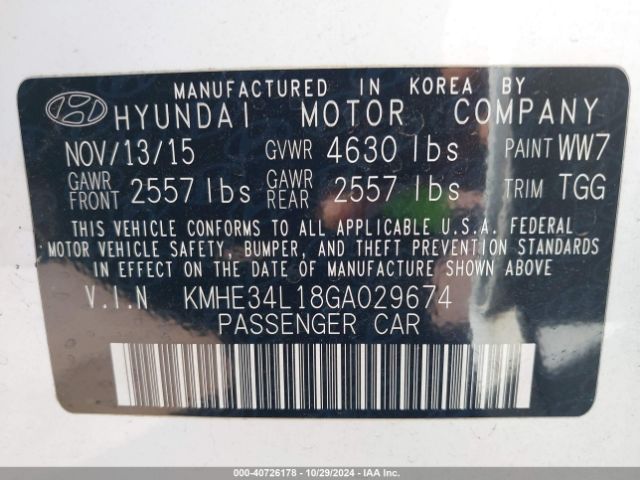 MANUFACTURED IN KOREA BY
HYUNDAI MOTOR COMPANY
NOV/13/15 GVWR 4630 lbs PAINT WW7
GAWR FRONT 2557 lbs GAWR REAR 2557 lbs TRIM TGG
THIS VEHICLE CONFORMS TO ALL APPLICABLE U.S.A. FEDERAL
MOTOR VEHICLE SAFETY, BUMPER, AND THEFT PREVENTION STANDARDS
IN EFFECT ON THE DATE OF MANUFACTURE SHOWN ABOVE
V.I.N KMHE34L18GA029674
PASSENGER CAR
000-40726178 - 10/29/2024 - IAA Inc.